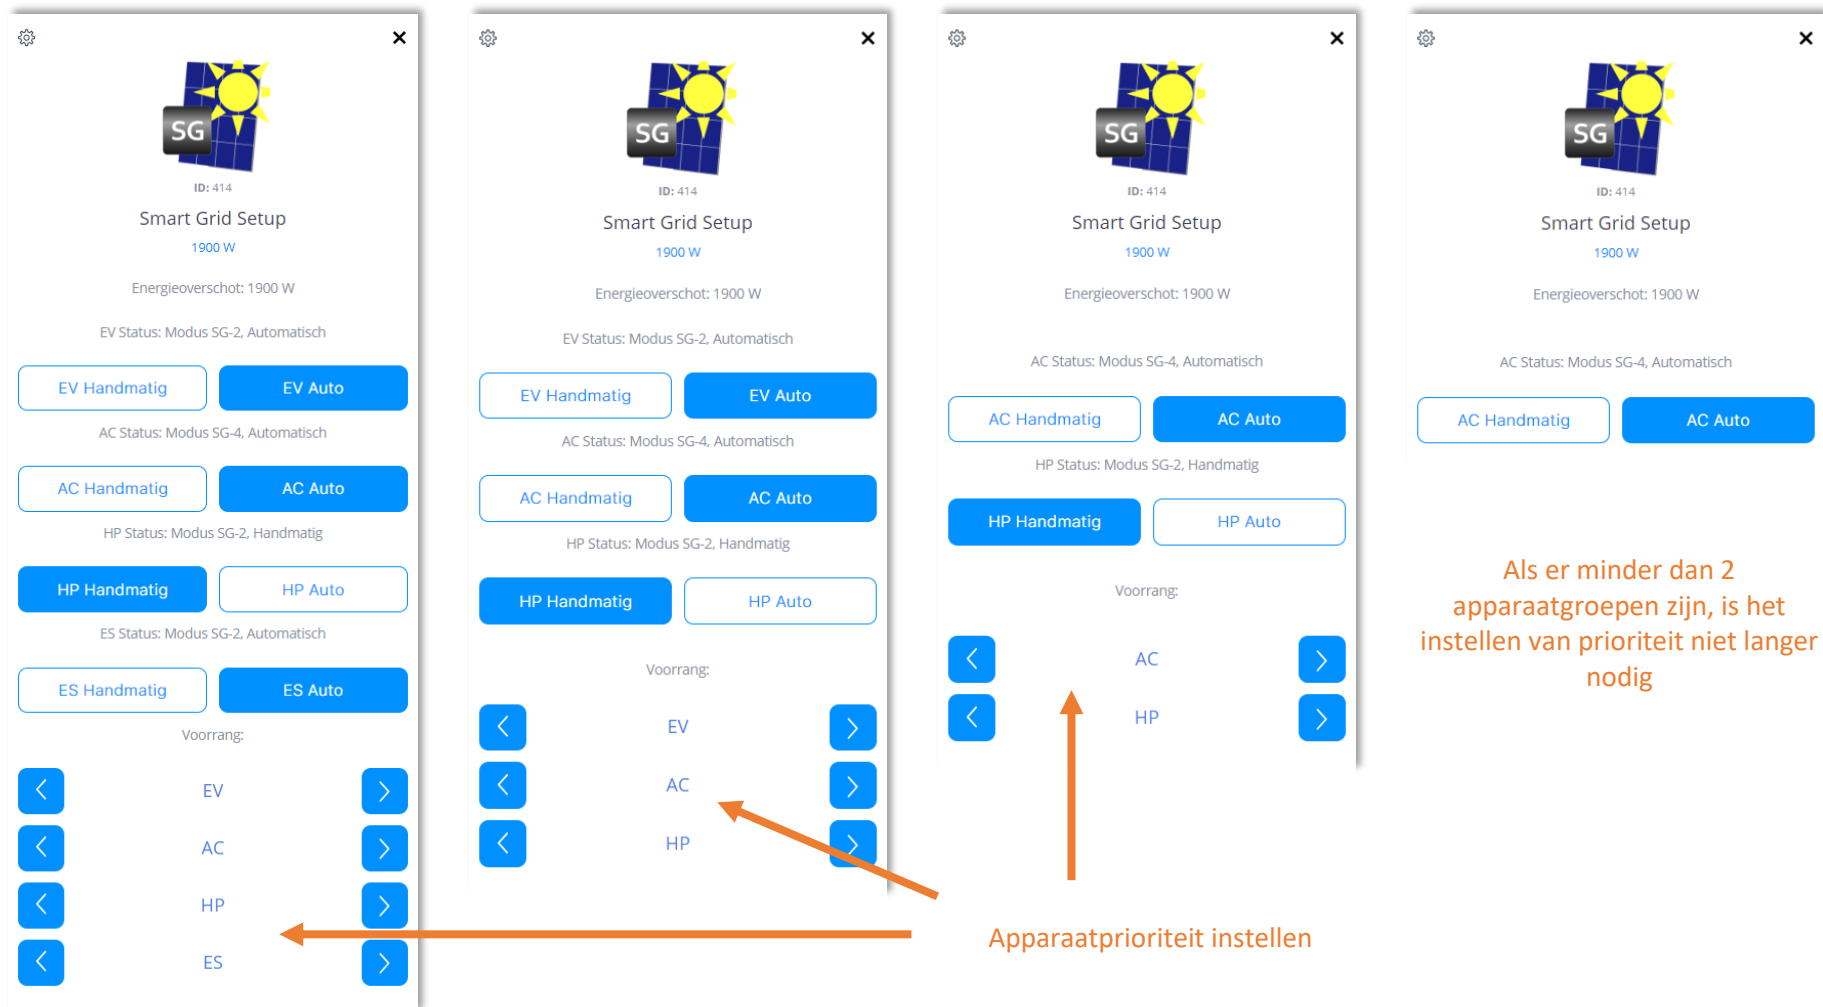 SG
ID: 414
Smart Grid Setup
1900 W
Energieoverschot: 1900 W
EV Status: Modus SG-2, Automatisch
EV Handmatig EV Auto
AC Status: Modus SG-4, Automatisch
AC Handmatig AC Auto
HP Status: Modus SG-2, Handmatig
HP Handmatig HP Auto
ES Status: Modus SG-2, Automatisch
ES Handmatig ES Auto
Voorrang:
EV
AC
HP
ES
SG
ID: 414
Smart Grid Setup
1900 W
Energieoverschot: 1900 W
EV Status: Modus SG-2, Automatisch
EV Handmatig EV Auto
AC Status: Modus SG-4, Automatisch
AC Handmatig AC Auto
HP Status: Modus SG-2, Handmatig
HP Handmatig HP Auto
Voorrang:
EV
AC
HP
SG
ID: 414
Smart Grid Setup
1900 W
Energieoverschot: 1900 W
AC Status: Modus SG-4, Automatisch
AC Handmatig AC Auto
HP Status: Modus SG-2, Handmatig
HP Handmatig HP Auto
Voorrang:
AC
HP
SG
ID: 414
Smart Grid Setup
1900 W
Energieoverschot: 1900 W
AC Status: Modus SG-4, Automatisch
AC Handmatig AC Auto
Als er minder dan 2
apparaatgroepen zijn, is het
instellen van prioriteit niet langer
nodig
Apparaatprioriteit instellen